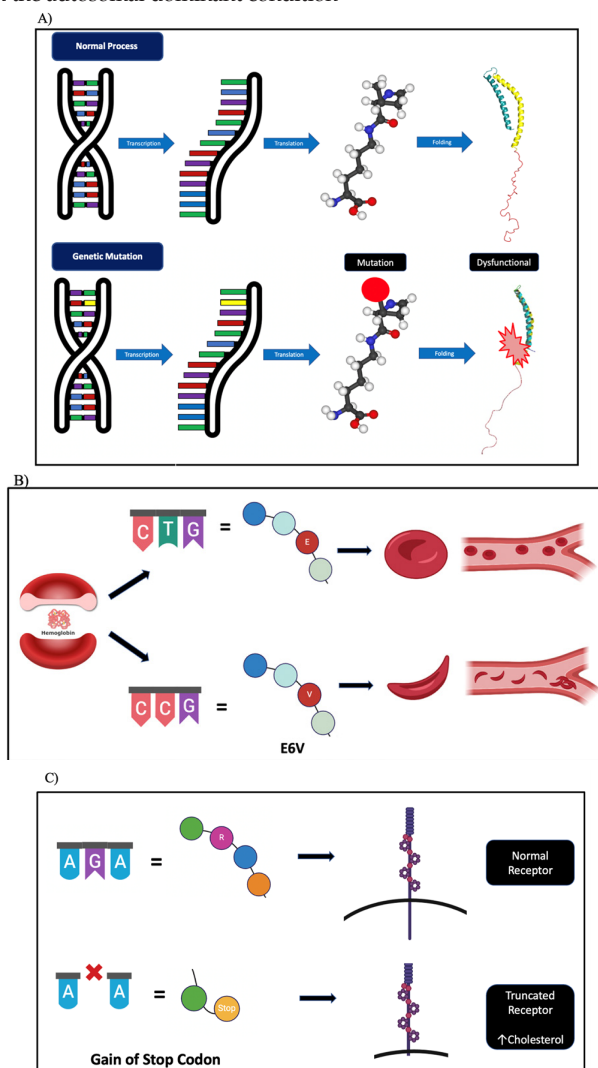 A)
Normal Process
Transcription
Translation
Folding
Genetic Mutation
Mutation
Dysfunctional
Transcription
Translation
Folding
B)
C T G
=
E
Hemoglobin
C C G
=
V
E6V
C)
A G A
=
R
Normal
Receptor
A A
=
Stop
Truncated
Receptor
↑Cholesterol
Gain of Stop Codon